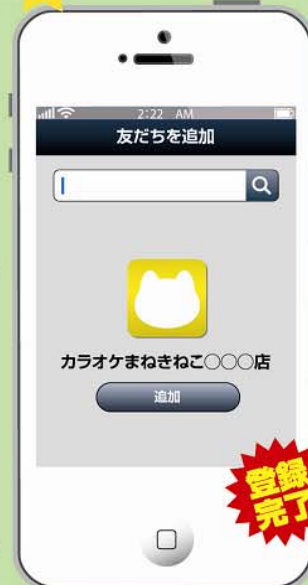 2:22 AM
友だちを追加
カラオケまねきねこ○○○店
追加
登録
完了